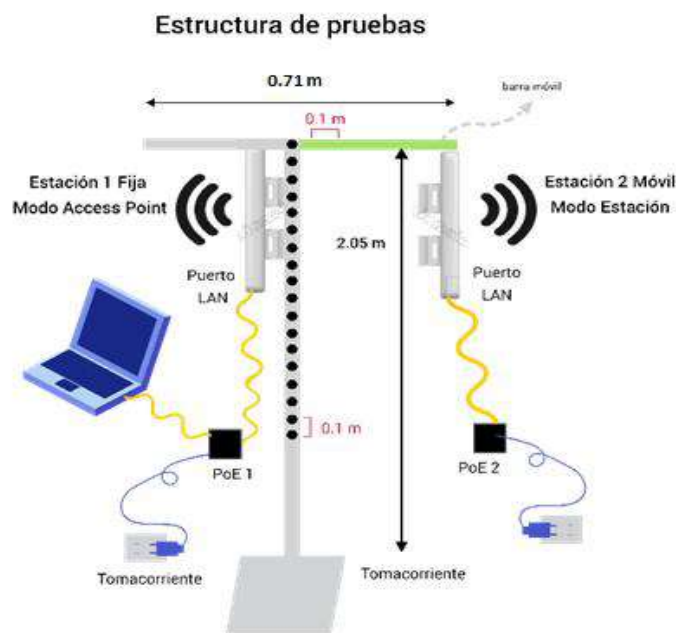 Estructura de pruebas
0.71 m
barra móvil
0.1 m
Estación 1 Fija
Modo Access Point
Estación 2 Móvil
Modo Estación
2.05 m
Puerto
LAN
Puerto
LAN
0.1 m
PoE 1
PoE 2
Tomacorriente
Tomacorriente